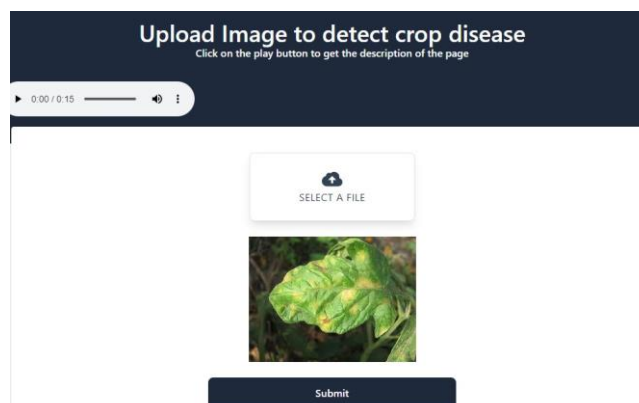 Upload Image to detect crop disease
Click on the play button to get the description of the page
0:00 / 0:15
SELECT A FILE
Submit